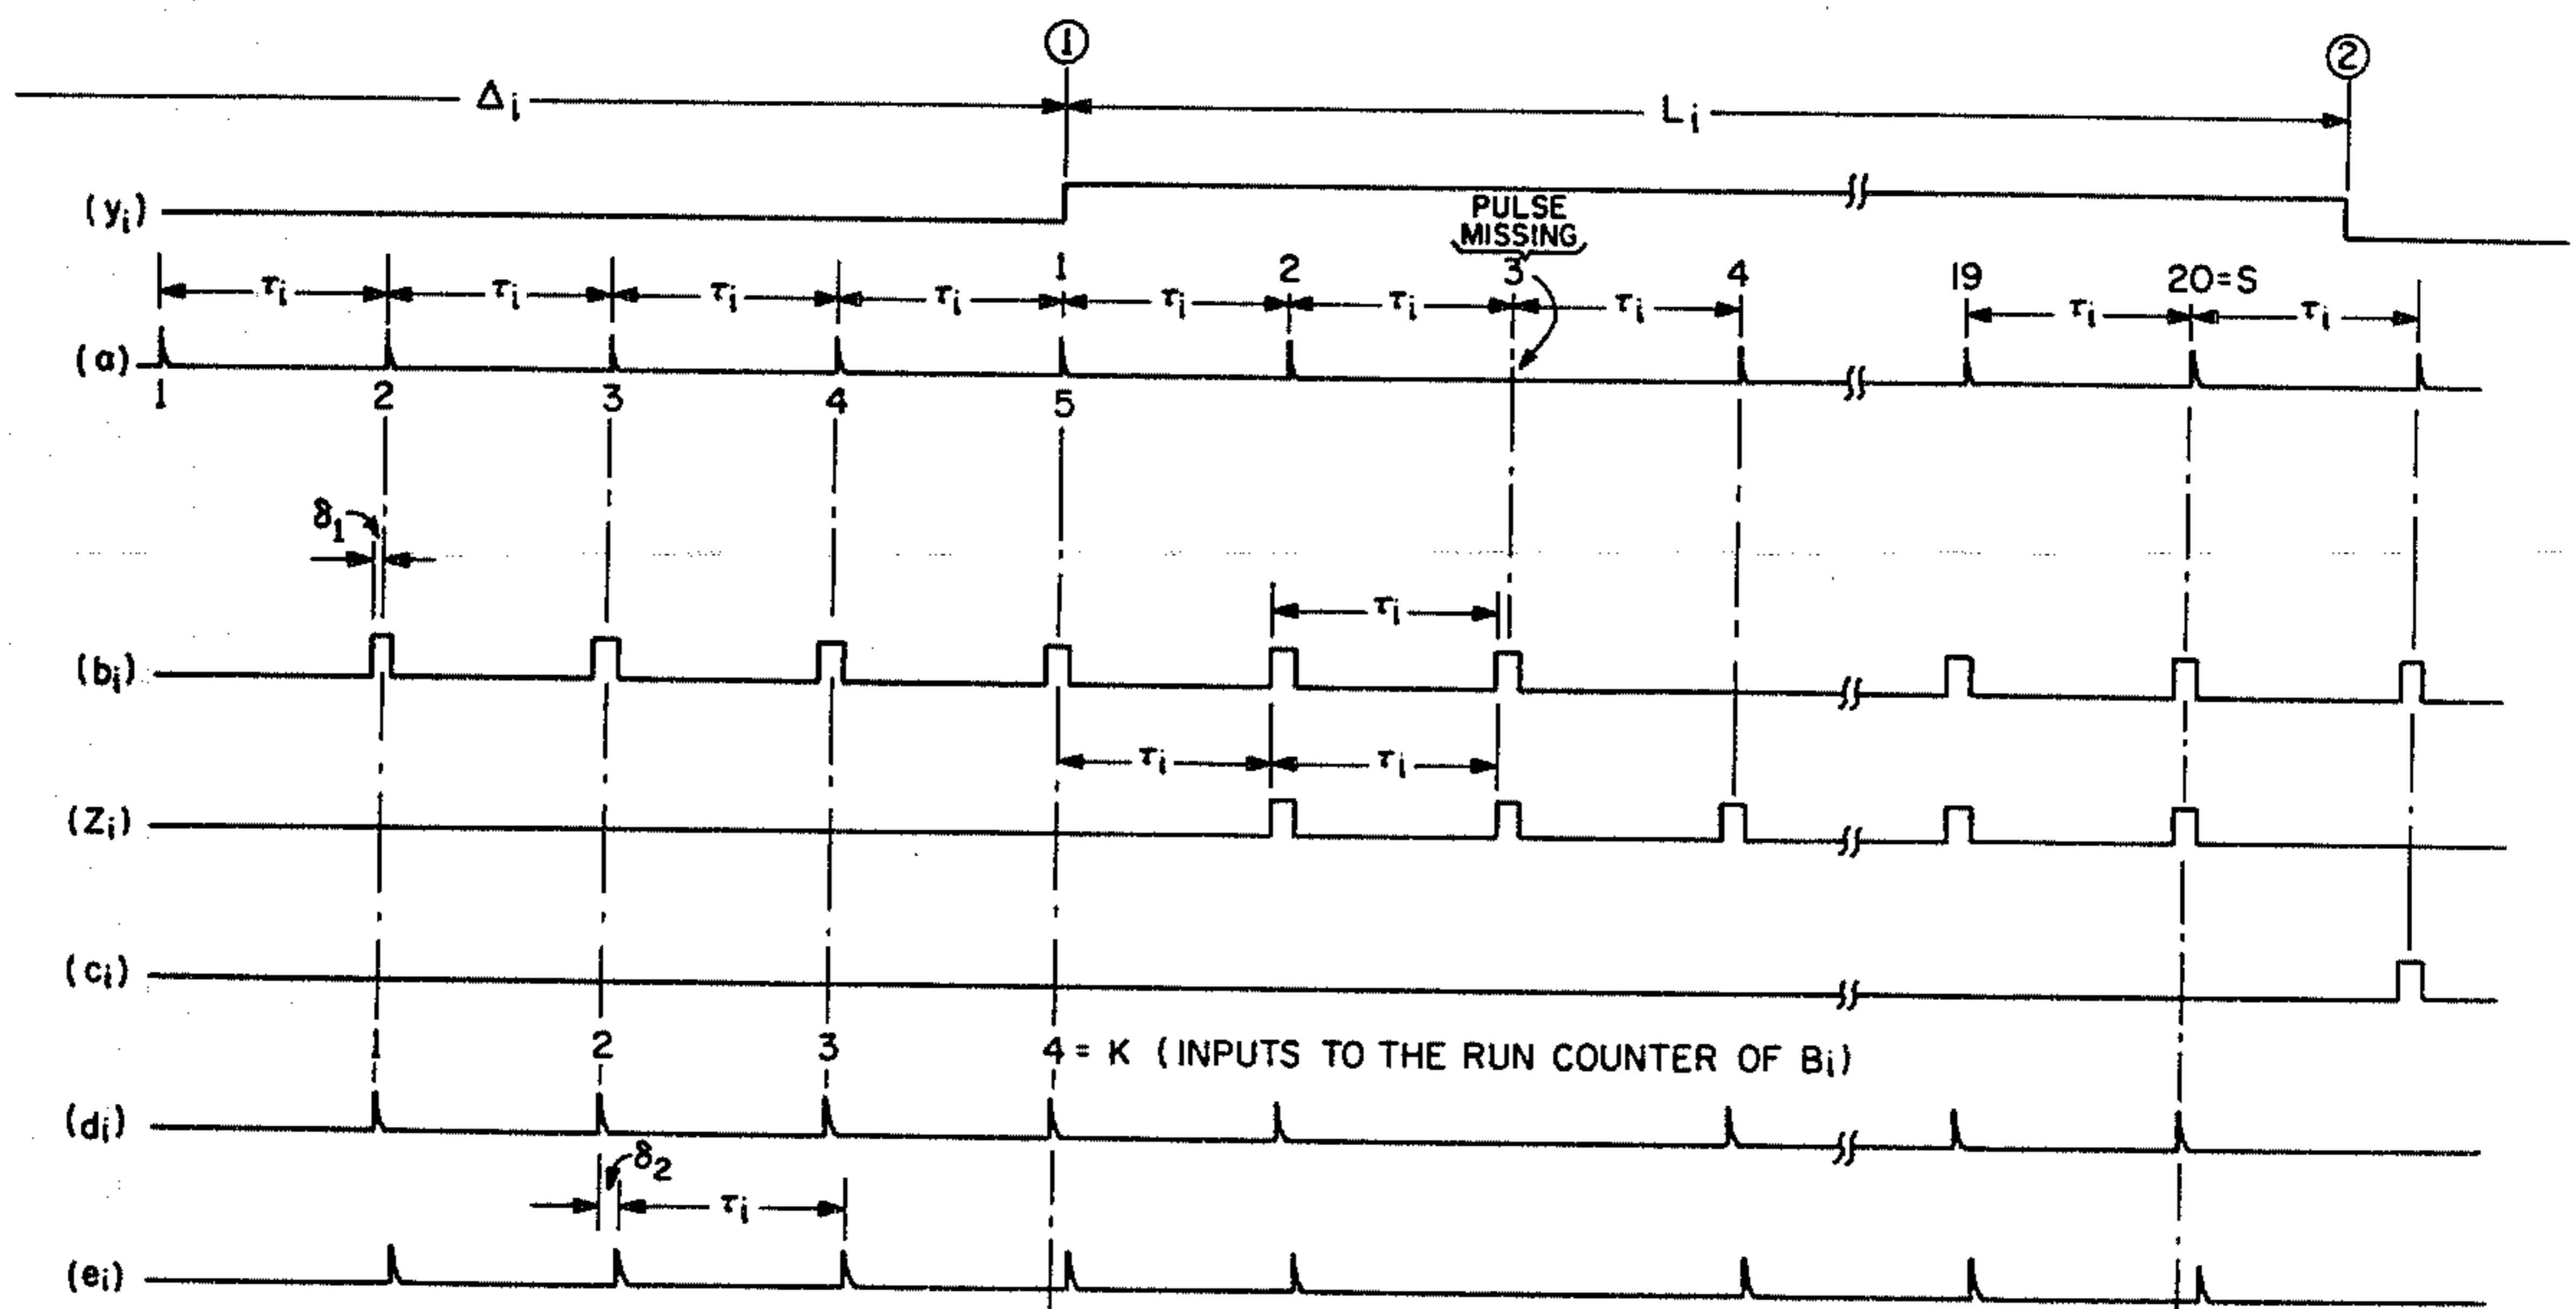 ① ②
Δi Li
(yi)
PULSE
MISSING
1 2 3 4 19 20=S
τi τi τi τi τi τi τi τi τi
(a)
1 2 3 4 5
δ1
τi
(bi)
τi τi
(Zi)
(ci)
1 2 3 4 = K (INPUTS TO THE RUN COUNTER OF Bi)
(di)
δ2
τi
(ei)